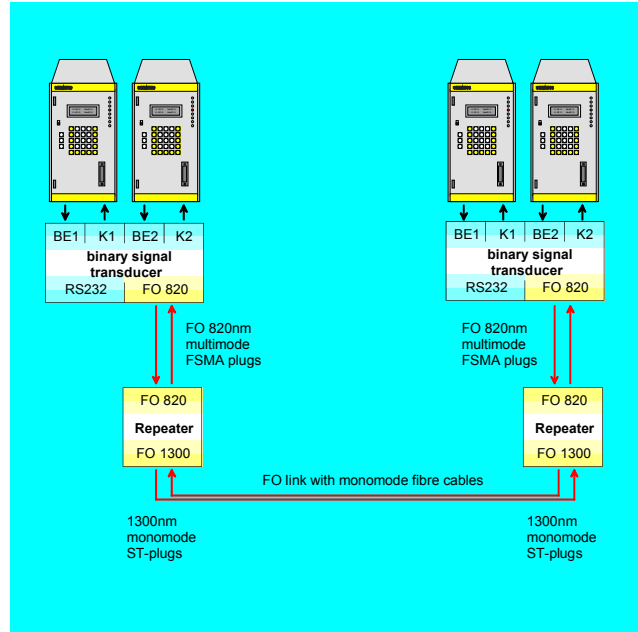 BE1 K1 BE2 K2
binary signal
transducer
RS232 FO 820
BE1 K1 BE2 K2
binary signal
transducer
RS232 FO 820
FO 820nm
multimode
FSMA plugs
FO 820nm
multimode
FSMA plugs
FO 820
Repeater
FO 1300
FO 820
Repeater
FO 1300
FO link with monomode fibre cables
1300nm
monomode
ST-plugs
1300nm
monomode
ST-plugs